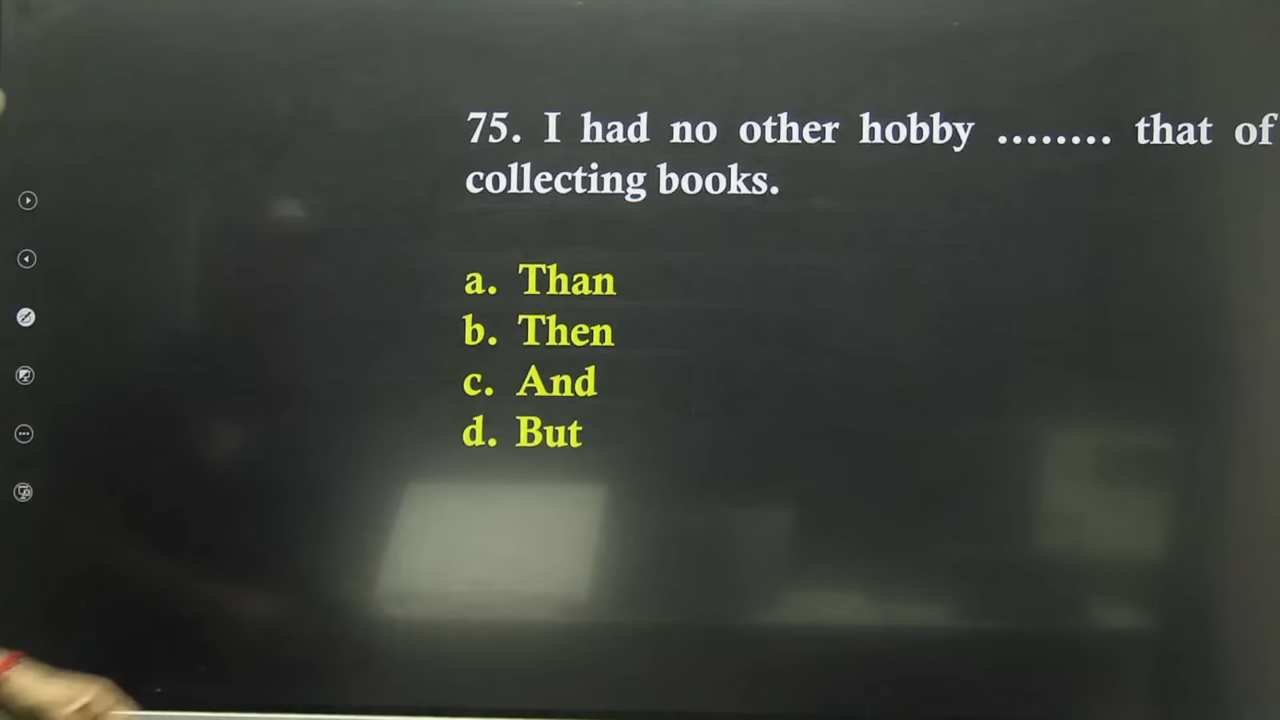 75. I had no other hobby ........ that of
collecting books.
a. Than
b. Then
c. And
d. But